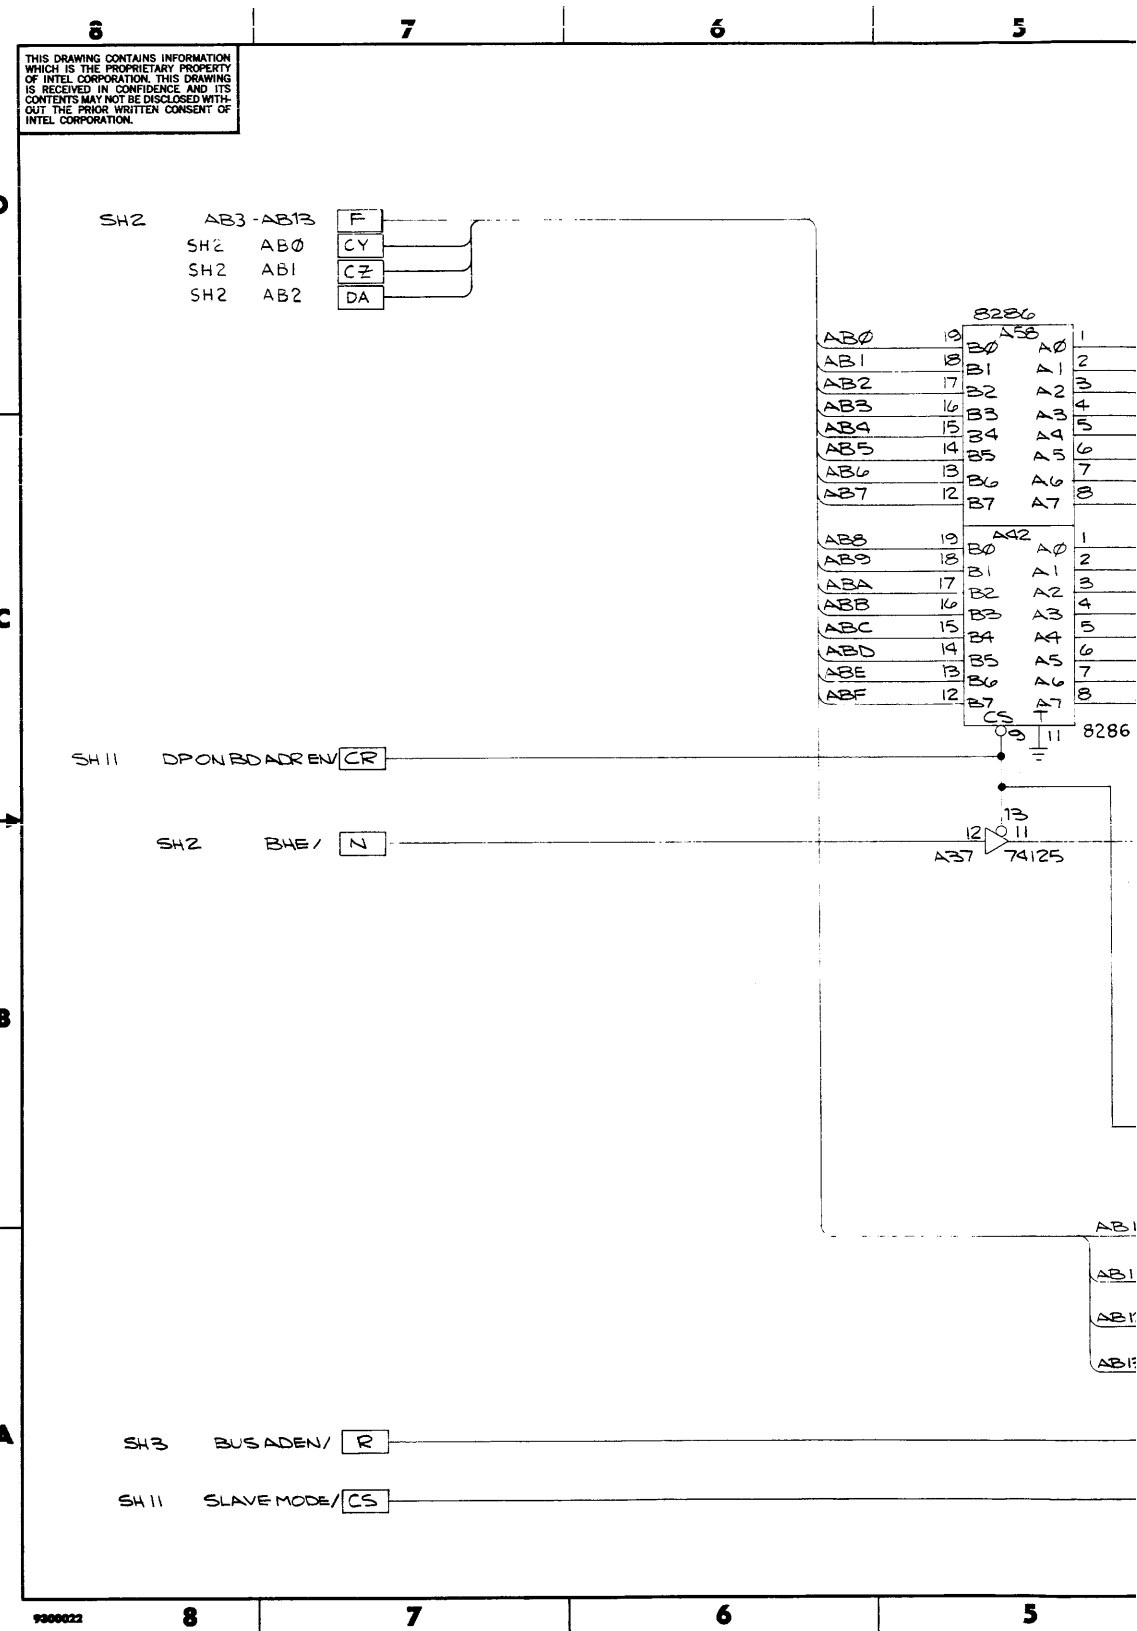 8 7 6 5
THIS DRAWING CONTAINS INFORMATION
WHICH IS THE PROPRIETARY PROPERTY
OF INTEL CORPORATION. THIS DRAWING
IS RECEIVED IN CONFIDENCE AND ITS
CONTENTS MAY NOT BE DISCLOSED WITH-
OUT THE PRIOR WRITTEN CONSENT OF
INTEL CORPORATION.
D
SH2 AB3-AB13 F
SH2 ABØ CY
SH2 AB1 CZ
SH2 AB2 DA
8286
A58
ABØ 19 BØ AØ 1
AB1 18 B1 A1 2
AB2 17 B2 A2 3
AB3 16 B3 A3 4
AB4 15 B4 A4 5
AB5 14 B5 A5 6
AB6 13 B6 A6 7
AB7 12 B7 A7 8
A42
AB8 19 BØ AØ 1
AB9 18 B1 A1 2
ABA 17 B2 A2 3
ABB 16 B3 A3 4
C
ABC 15 B4 A4 5
ABD 14 B5 A5 6
ABE 13 B6 A6 7
ABF 12 B7 A7 8
CS T
9 11 8286
SH11 DPONBDADREN/ CR
13
SH2 BHE/ N 12 11
A37 74125
B
AB1
AB11
AB12
AB13
A
SH3 BUSADEN/ R
SH11 SLAVEMODE/ CS
9300022 8 7 6 5